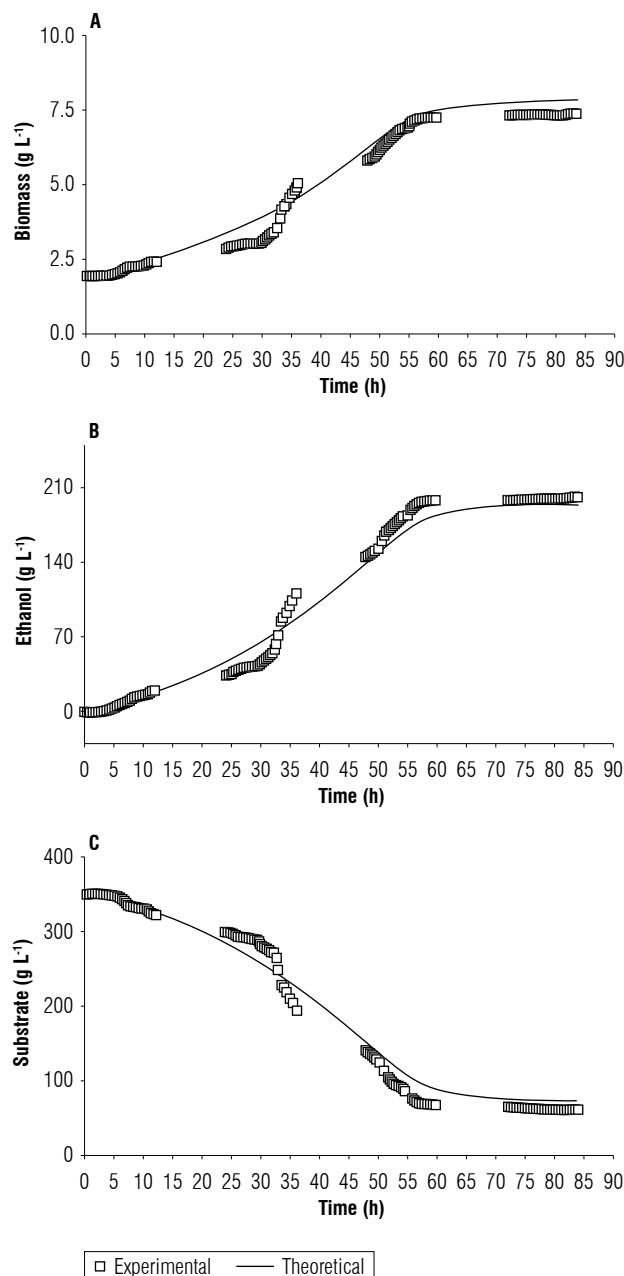 A
10.0
7.5
5.0
2.5
0.0
Biomass (g L-1)
0 5 10 15 20 25 30 35 40 45 50 55 60 65 70 75 80 85 90
Time (h)
B
210
140
70
0
Ethanol (g L-1)
0 5 10 15 20 25 30 35 40 45 50 55 60 65 70 75 80 85 90
Time (h)
C
400
300
200
100
0
Substrate (g L-1)
0 5 10 15 20 25 30 35 40 45 50 55 60 65 70 75 80 85 90
Time (h)
Experimental Theoretical